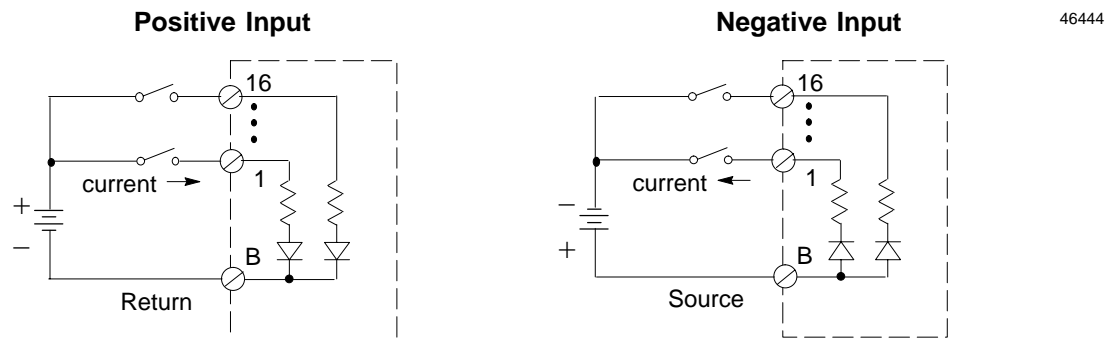 Positive Input
16
1
current
+
−
B
Return
Negative Input
16
1
current
−
+
B
Source
46444